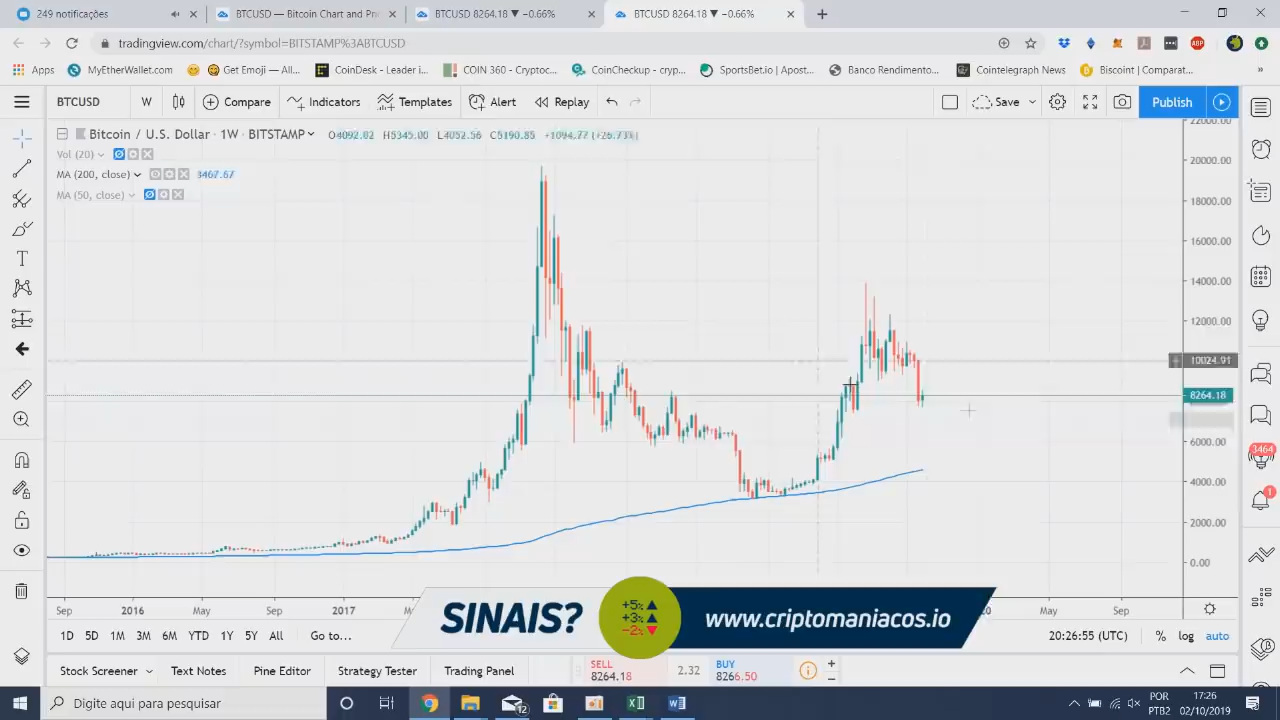 249 notificações
BTCUSD — Bitcoin Chart and Pri
BTCUSD 8264.18 ▼ −0.66%
BTCUSD 8264.18 ▼ −0.66%
tradingview.com/chart/?symbol=BITSTAMP%3ABTCUSD
Apps
MyEtherWallet.com
Get Emoji — All...
CoinDesk - Leader i...
COIN 360 - Cryptoc...
CoinCheckup - cryp...
SportsBet.io | Apost...
Banco Rendimento...
Cointelegraph News
Biscoint | Comparat...
BTCUSD
W
Compare
Indicators
Templates
Alert
Replay
Save
Publish
Bitcoin / U.S. Dollar · 1W · BITSTAMP
O4092.02 H5345.00 L4052.56 C5190.85 +1094.77 (+26.73%)
Vol (20)
MA (200, close)
3467.67
MA (50, close)
22000.00
20000.00
18000.00
16000.00
14000.00
12000.00
10024.91
8264.18
6000.00
4000.00
2000.00
0.00
Sep
2016
May
Sep
2017
May
Sep
SINAIS?
+5%
+3%
−2%
www.criptomaniacos.io
1D 5D 1M 3M 6M YTD 1Y 5Y All
Go to...
20:26:55 (UTC)
%
log
auto
Stock Screener
Text Notes
Pine Editor
Strategy Tester
Trading Panel
SELL
8264.18
2.32
BUY
8266.50
3464
1
ABP
Digite aqui para pesquisar
12
POR
PTB2
17:26
02/10/2019